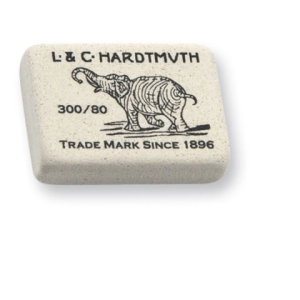 L·& C·HARDTMVTH
300/80
TRADE MARK SINCE 1896